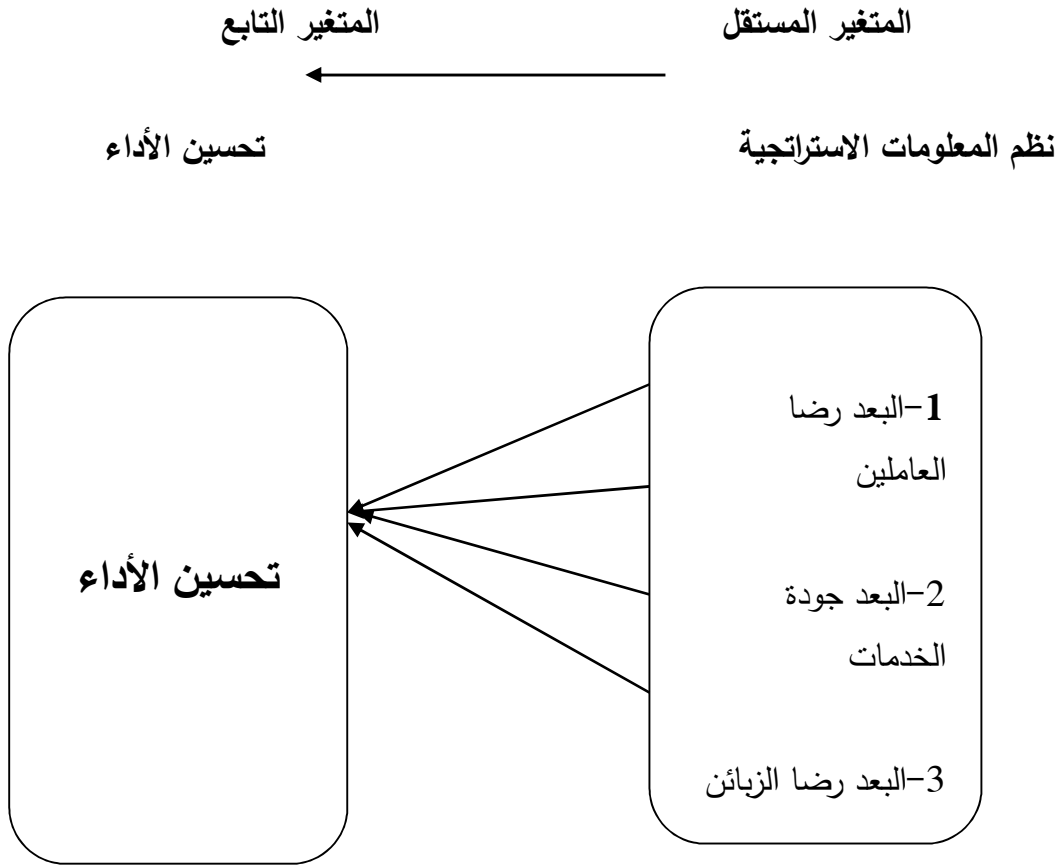 المتغير المستقل
المتغير التابع
نظم المعلومات الاستراتجية
تحسين الأداء
1-البعد رضا
العاملين
2-البعد جودة
الخدمات
3-البعد رضا الزبائن
تحسين الأداء